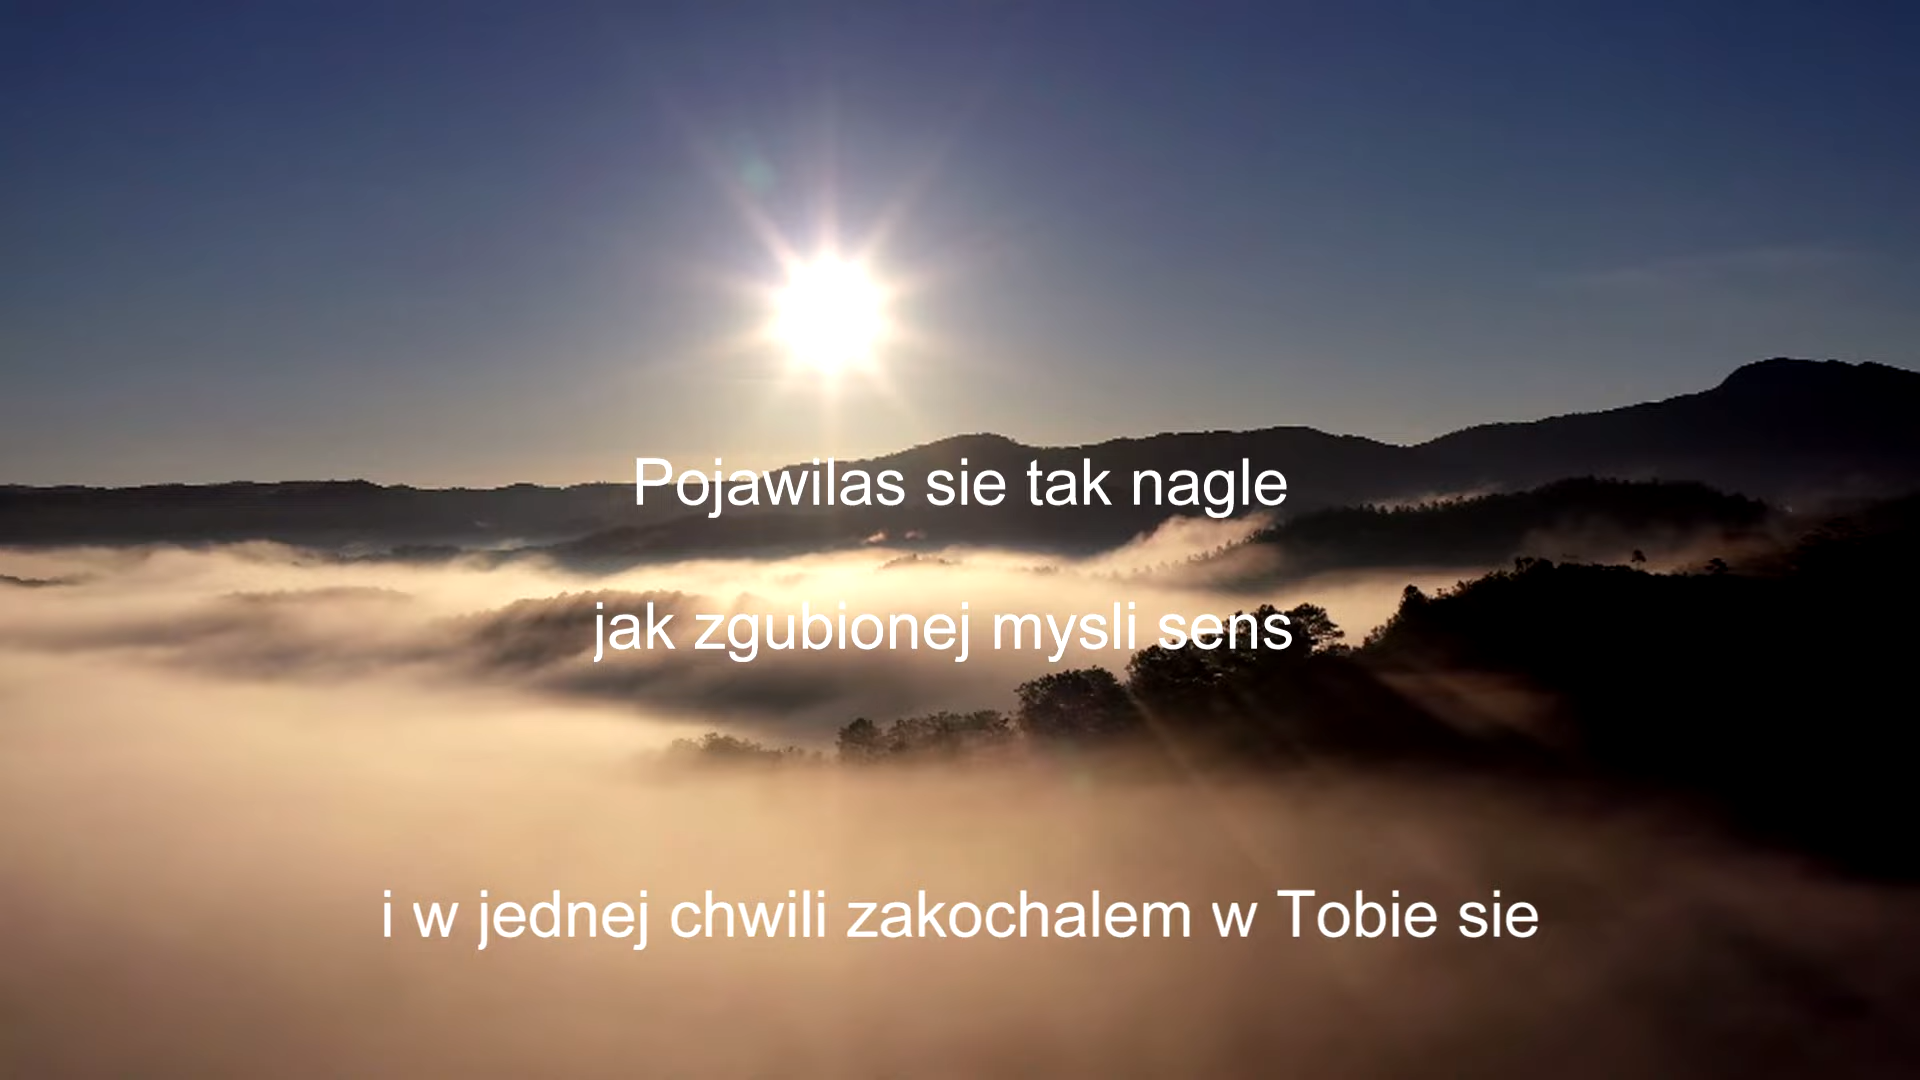 Pojawilas sie tak nagle
jak zgubionej mysli sens
i w jednej chwili zakochalem w Tobie sie